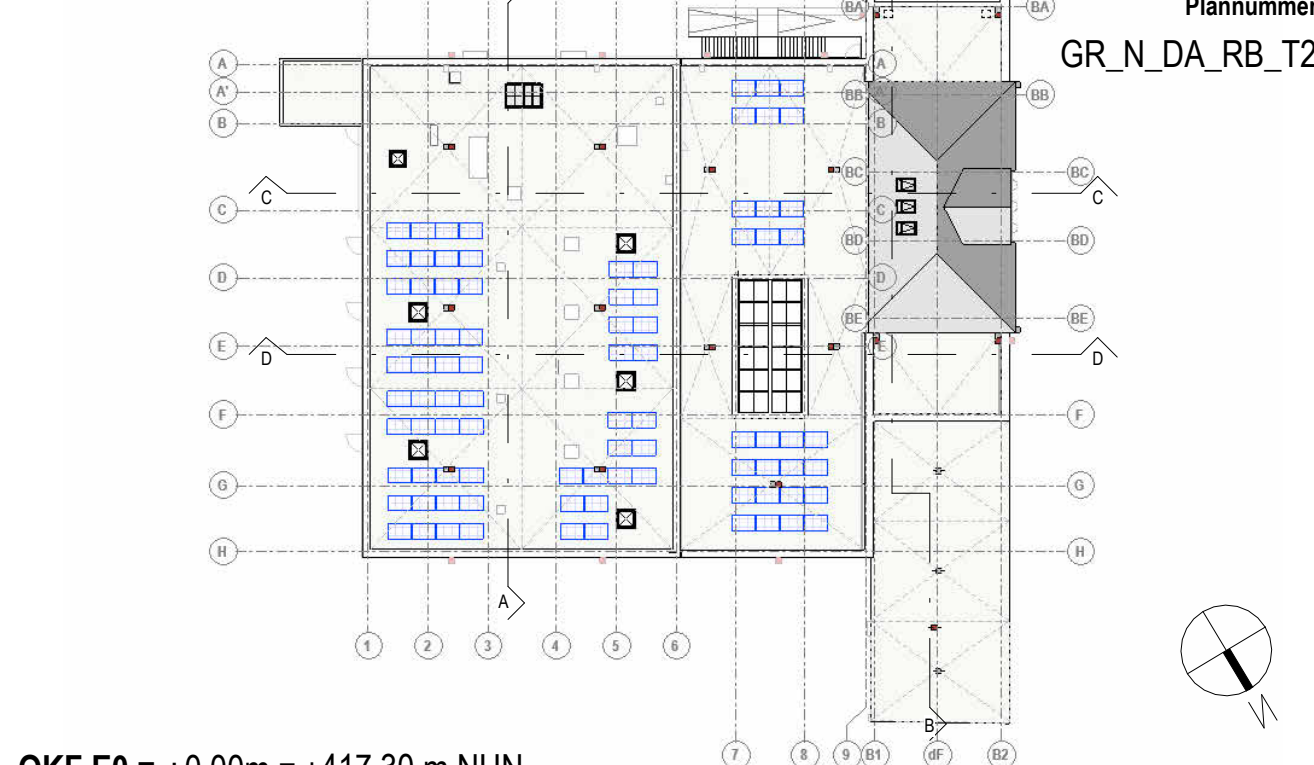 Plannummer
BA BA
GR_N_DA_RB_T2
A A
A'
BB BB
B B
BC BC
C C
C C
BD BD
D D
BE BE
E E
D D
F F
G G
H H
A
1 2 3 4 5 6
N
B
7 8 9 B1 dF B2
OKF E0 = ±0.00m = +417.30 m NHN